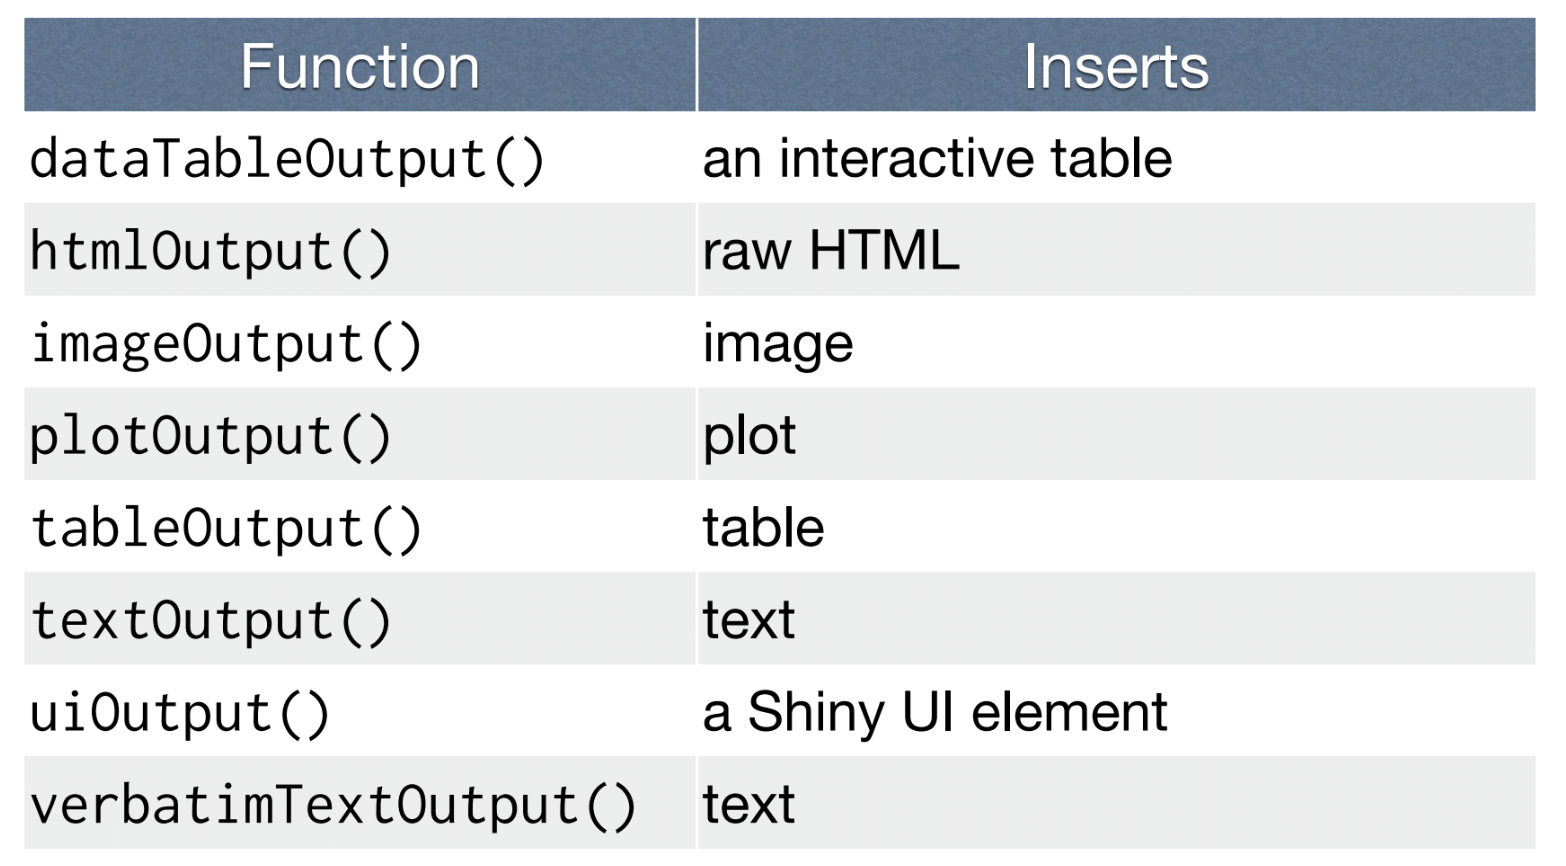 Function Inserts
dataTableOutput() an interactive table
htmlOutput() raw HTML
imageOutput() image
plotOutput() plot
tableOutput() table
textOutput() text
uiOutput() a Shiny UI element
verbatimTextOutput() text